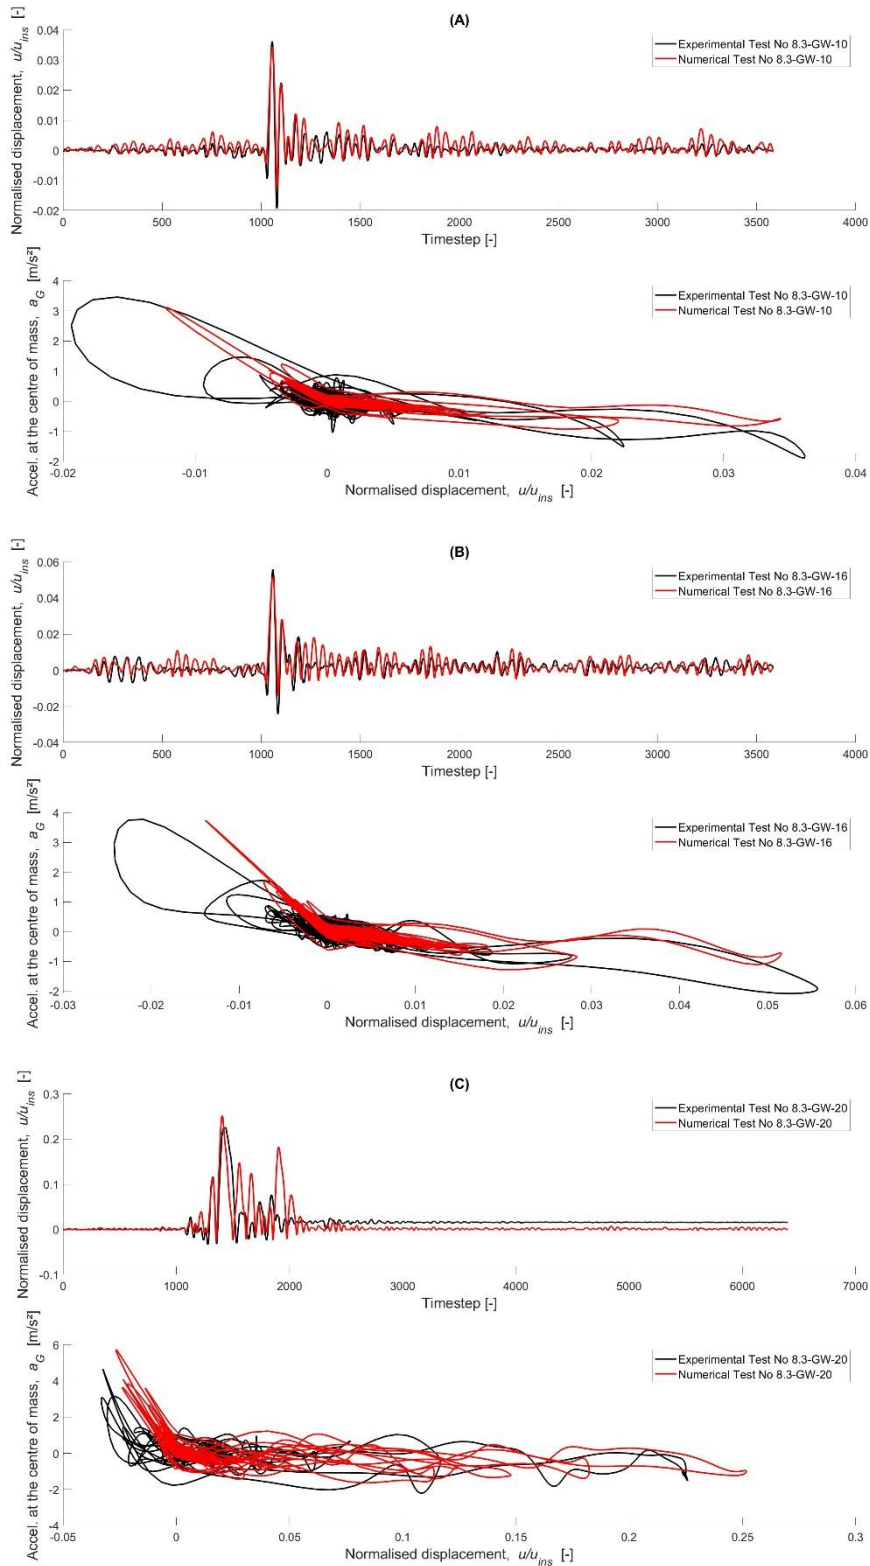 (A)
Normalised displacement, u/u_ins [-]
0.04
0.03
0.02
0.01
0
-0.01
-0.02
Experimental Test No 8.3-GW-10
Numerical Test No 8.3-GW-10
0 500 1000 1500 2000 2500 3000 3500 4000
Timestep [-]
Accel. at the centre of mass, a_G [m/s²]
4
3
2
1
0
-1
-2
Experimental Test No 8.3-GW-10
Numerical Test No 8.3-GW-10
-0.02 -0.01 0 0.01 0.02 0.03 0.04
Normalised displacement, u/u_ins [-]
(B)
Normalised displacement, u/u_ins [-]
0.06
0.04
0.02
0
-0.02
-0.04
Experimental Test No 8.3-GW-16
Numerical Test No 8.3-GW-16
0 500 1000 1500 2000 2500 3000 3500 4000
Timestep [-]
Accel. at the centre of mass, a_G [m/s²]
4
3
2
1
0
-1
-2
Experimental Test No 8.3-GW-16
Numerical Test No 8.3-GW-16
-0.03 -0.02 -0.01 0 0.01 0.02 0.03 0.04 0.05 0.06
Normalised displacement, u/u_ins [-]
(C)
Normalised displacement, u/u_ins [-]
0.3
0.2
0.1
0
-0.1
Experimental Test No 8.3-GW-20
Numerical Test No 8.3-GW-20
0 1000 2000 3000 4000 5000 6000 7000
Timestep [-]
Accel. at the centre of mass, a_G [m/s²]
6
4
2
0
-2
-4
Experimental Test No 8.3-GW-20
Numerical Test No 8.3-GW-20
-0.05 0 0.05 0.1 0.15 0.2 0.25 0.3
Normalised displacement, u/u_ins [-]